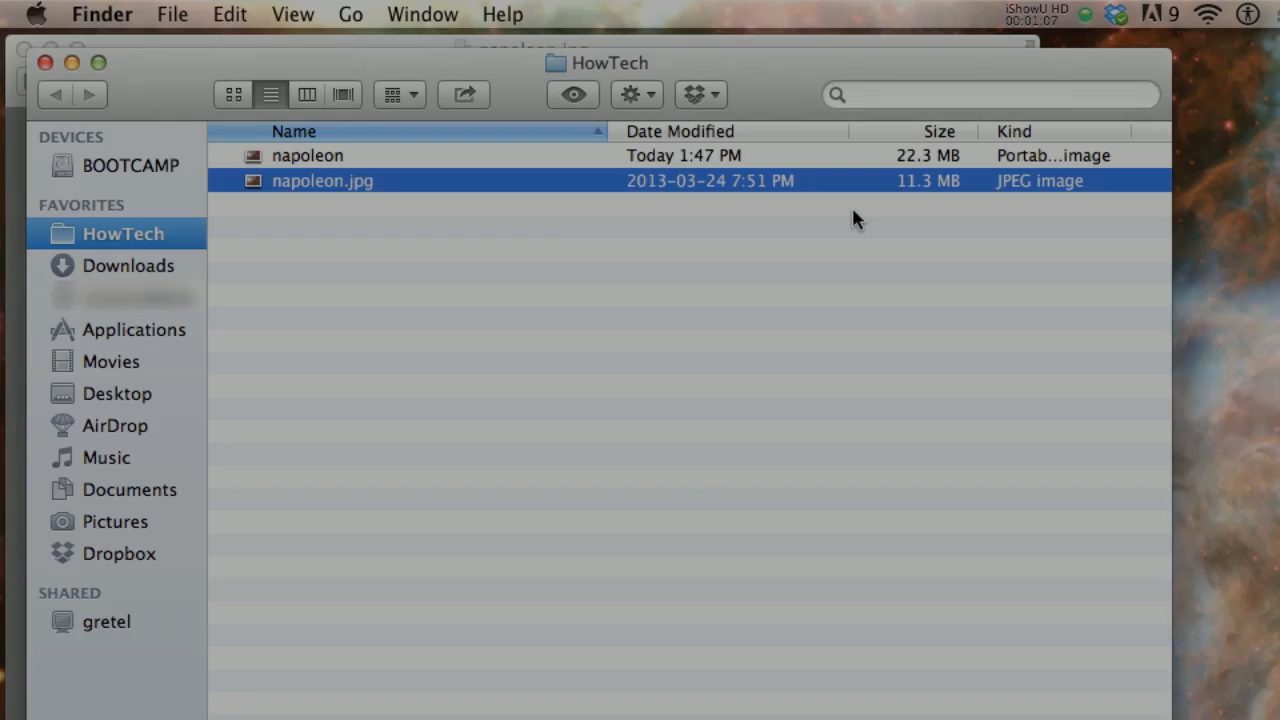 Finder File Edit View Go Window Help iShowU HD 9
00:01:07
napoleon.jpg
HowTech
Name Date Modified Size Kind
napoleon Today 1:47 PM 22.3 MB Portab...image
napoleon.jpg 2013-03-24 7:51 PM 11.3 MB JPEG image
DEVICES
BOOTCAMP
FAVORITES
HowTech
Downloads
Applications
Movies
Desktop
AirDrop
Music
Documents
Pictures
Dropbox
SHARED
gretel